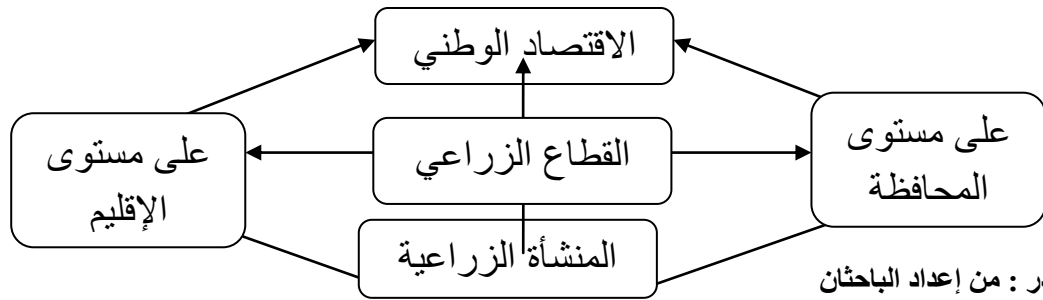 الاقتصاد الوطني
على مستوى
المحافظة
القطاع الزراعي
على مستوى
الإقليم
المنشأة الزراعية
: من إعداد الباحثان